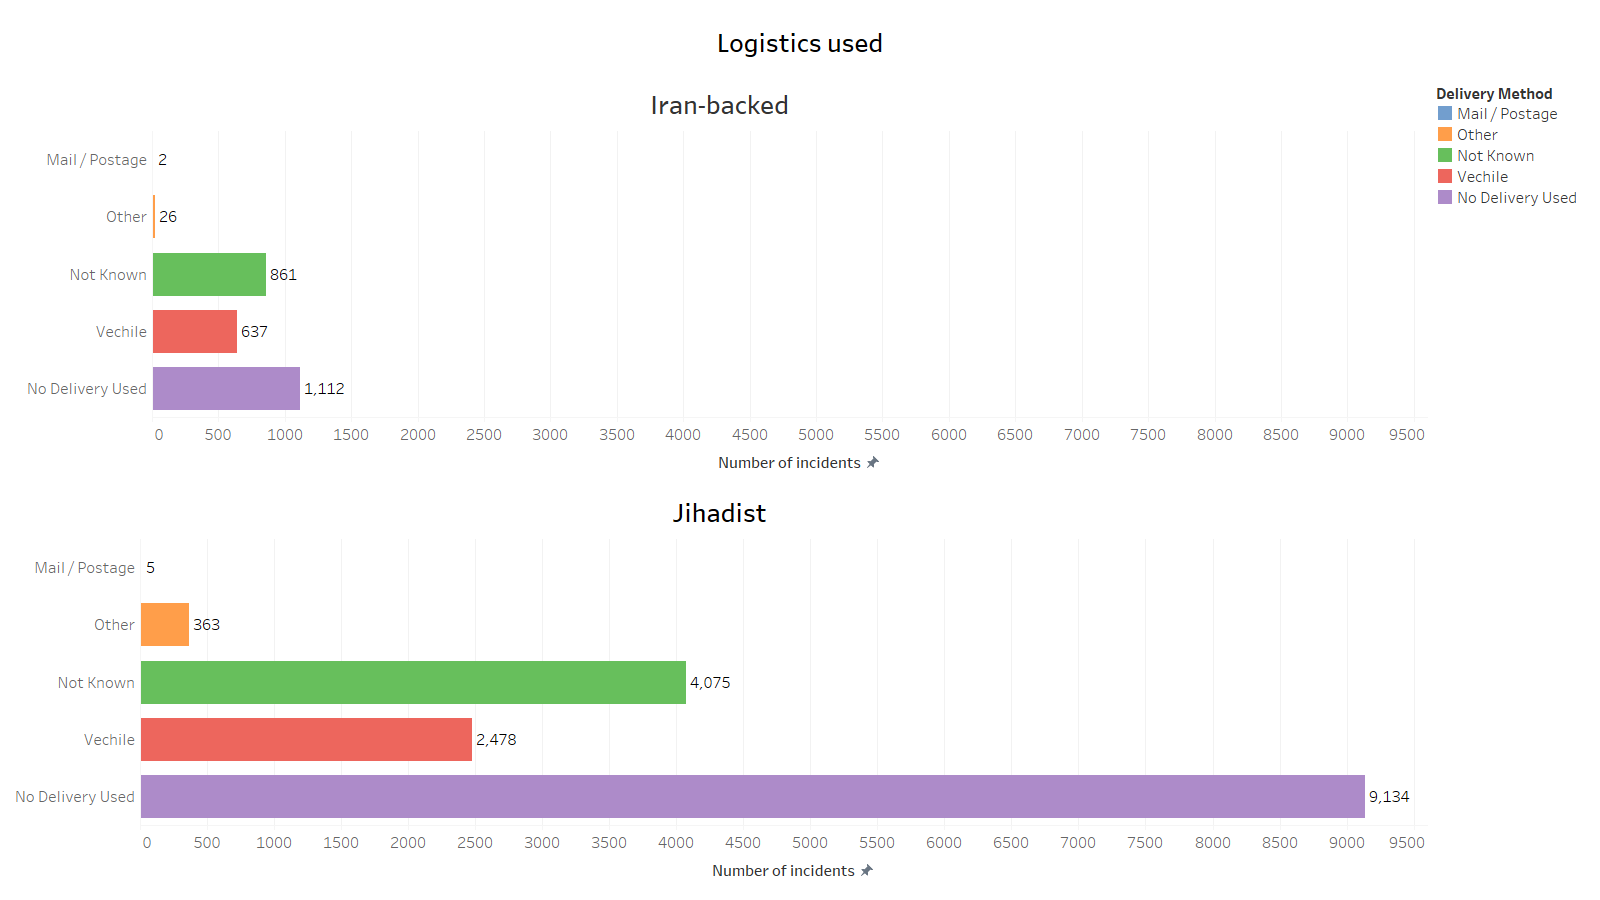 Logistics used
Iran-backed
Delivery Method
Mail / Postage
Other
Not Known
Vechile
No Delivery Used
Mail / Postage 2
Other 26
Not Known 861
Vechile 637
No Delivery Used 1,112
0 500 1000 1500 2000 2500 3000 3500 4000 4500 5000 5500 6000 6500 7000 7500 8000 8500 9000 9500
Number of incidents
Jihadist
Mail / Postage 5
Other 363
Not Known 4,075
Vechile 2,478
No Delivery Used 9,134
0 500 1000 1500 2000 2500 3000 3500 4000 4500 5000 5500 6000 6500 7000 7500 8000 8500 9000 9500
Number of incidents